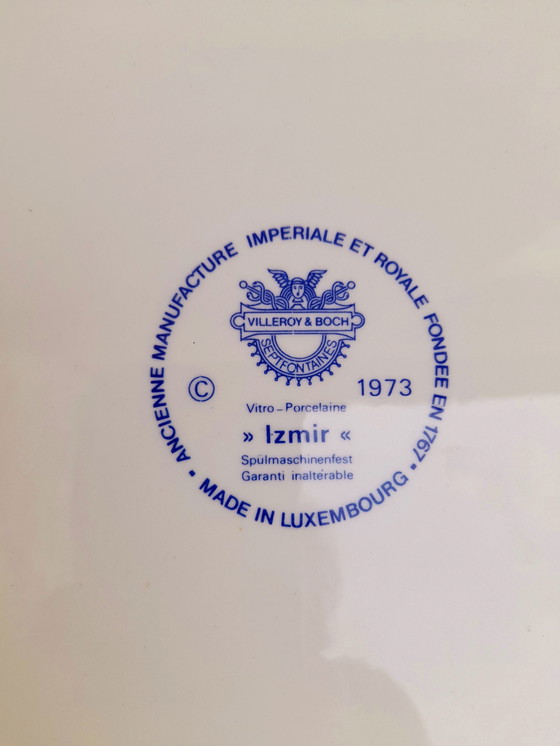 ANCIENNE MANUFACTURE IMPERIALE ET ROYALE FONDEE EN 1767
VILLEROY & BOCH
SEPTFONTAINES
© 1973
Vitro-Porcelaine
» Izmir «
Spülmaschinenfest
Garanti inaltérable
• MADE IN LUXEMBOURG •